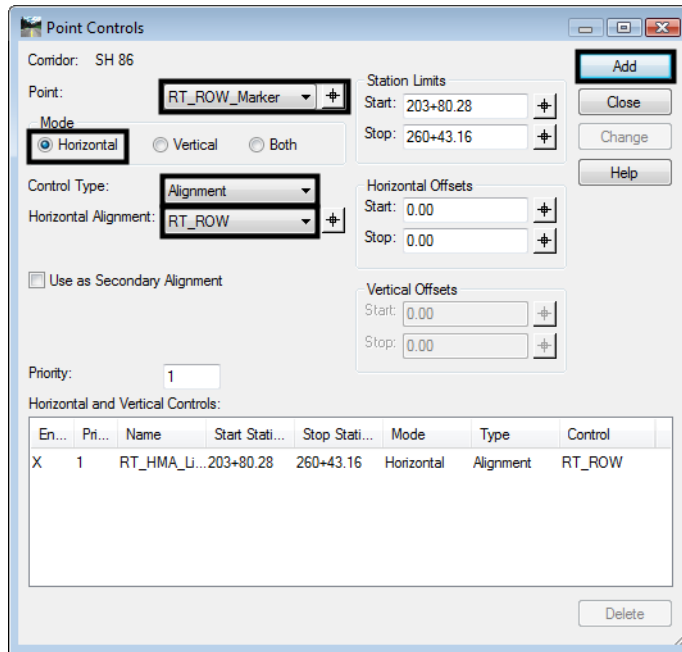 Point Controls
Corridor: SH 86
Add
Point: RT_ROW_Marker
Station Limits
Start: 203+80.28
Close
Mode
Horizontal Vertical Both
Stop: 260+43.16
Change
Help
Control Type: Alignment
Horizontal Offsets
Horizontal Alignment: RT_ROW
Start: 0.00
Stop: 0.00
Use as Secondary Alignment
Vertical Offsets
Start: 0.00
Stop: 0.00
Priority: 1
Horizontal and Vertical Controls:
En... Pri... Name Start Stati... Stop Stati... Mode Type Control
X 1 RT_HMA_Li... 203+80.28 260+43.16 Horizontal Alignment RT_ROW
Delete